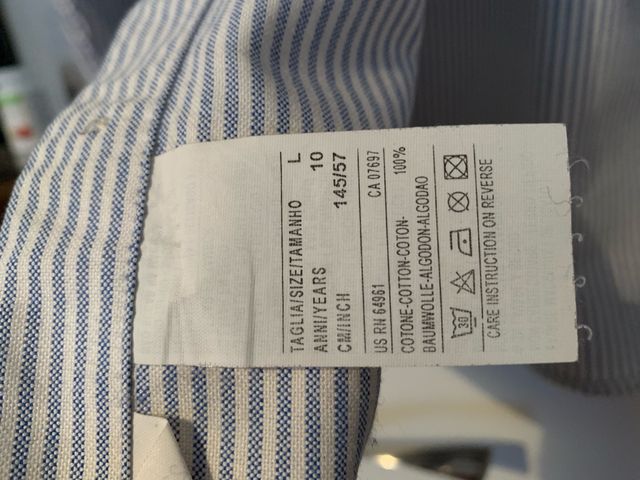 TAGLIA/SIZE/TAMANHO L
ANNI/YEARS 10
CM/INCH 145/57
US RN 64961 CA 07697
COTONE-COTTON-COTON- 100%
BAUMWOLLE-ALGODON-ALGODAO
30
CARE INSTRUCTION ON REVERSE